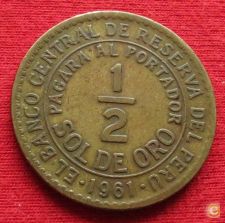 EL BANCO CENTRAL DE RESERVA DEL PERU
PAGARA AL PORTADOR
1
2
SOL DE ORO
·1961·